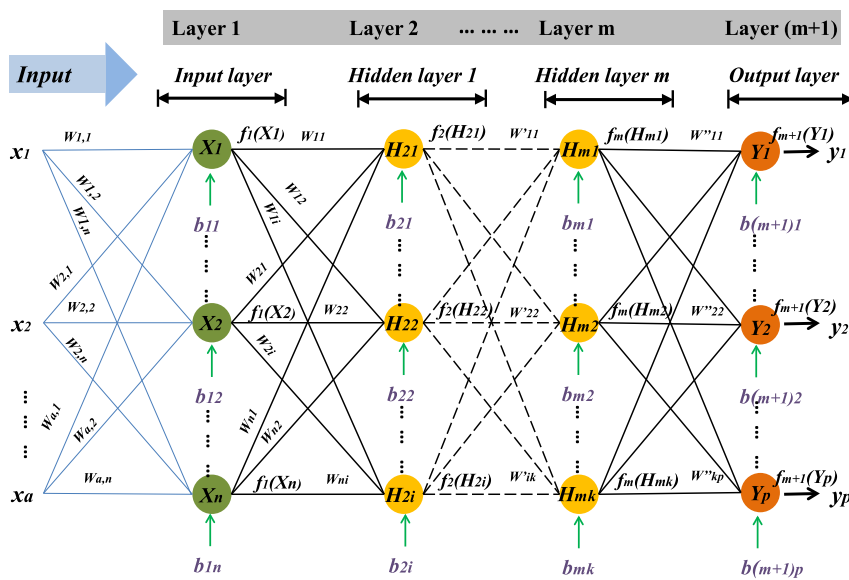 Layer 1 Layer 2 ... ... ... Layer m Layer (m+1)
Input Input layer Hidden layer 1 Hidden layer m Output layer
x1 W1,1 X1 f1(X1) W11 H21 f2(H21) W'11 Hm1 fm(Hm1) W''11 Y1 fm+1(Y1) y1
W1,2 W12
W1,n W1i
b11 b21 bm1 b(m+1)1
W2,1 W21
x2 W2,2 X2 f1(X2) W22 H22 f2(H22) W'22 Hm2 fm(Hm2) W''22 Y2 fm+1(Y2) y2
W2,n W2i
b12 b22 bm2 b(m+1)2
Wa,1 Wa,2 Wn1 Wn2
xa Wa,n Xn f1(Xn) Wni H2i f2(H2i) W'ik Hmk fm(Hmk) W''kp Yp fm+1(Yp) yp
b1n b2i bmk b(m+1)p